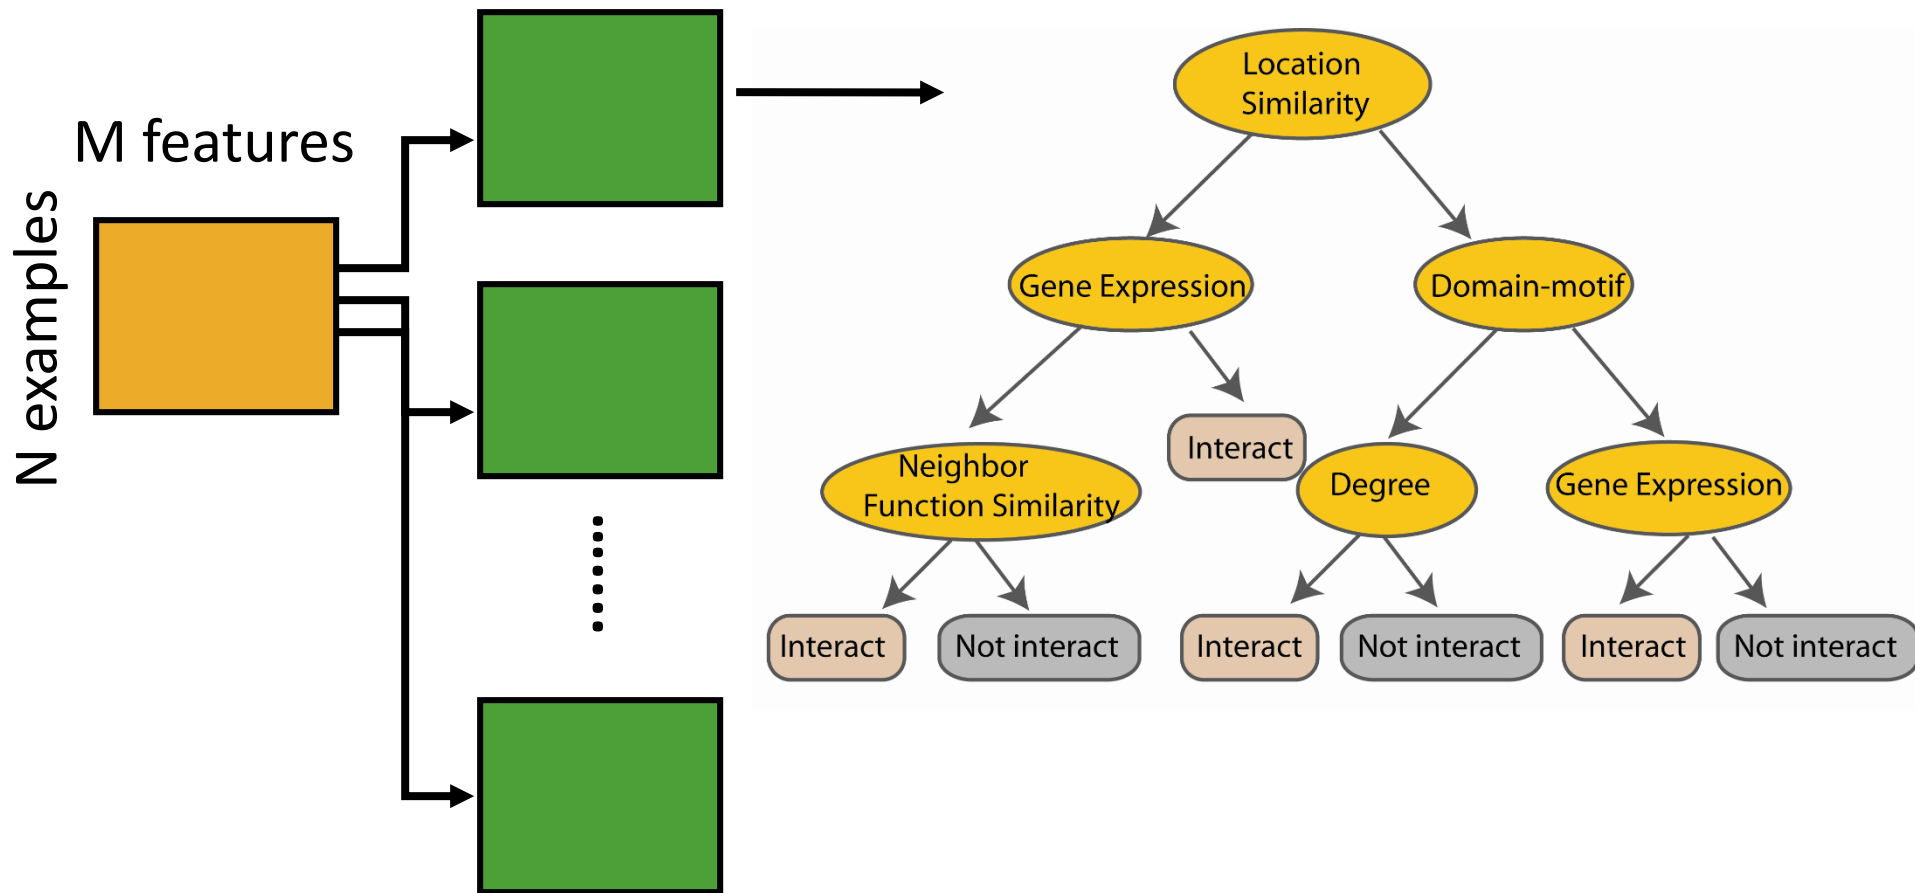 M features
N examples
Location
Similarity
Gene Expression
Domain-motif
Neighbor
Function Similarity
Interact
Degree
Gene Expression
Interact
Not interact
Interact
Not interact
Interact
Not interact